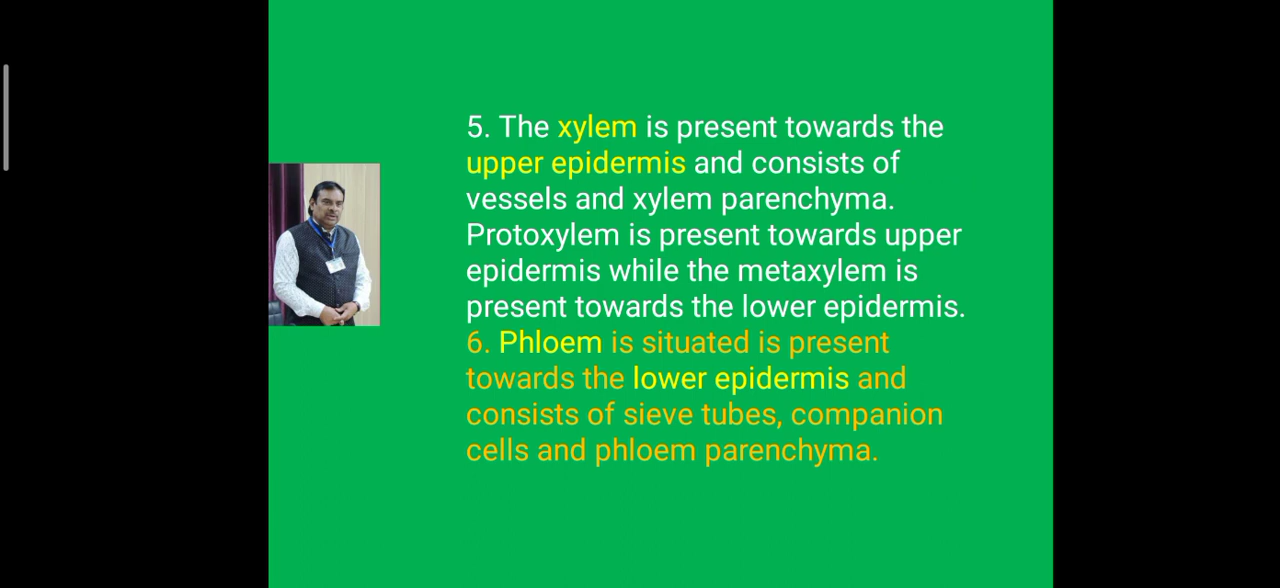 5. The xylem is present towards the
upper epidermis and consists of
vessels and xylem parenchyma.
Protoxylem is present towards upper
epidermis while the metaxylem is
present towards the lower epidermis.
6. Phloem is situated is present
towards the lower epidermis and
consists of sieve tubes, companion
cells and phloem parenchyma.